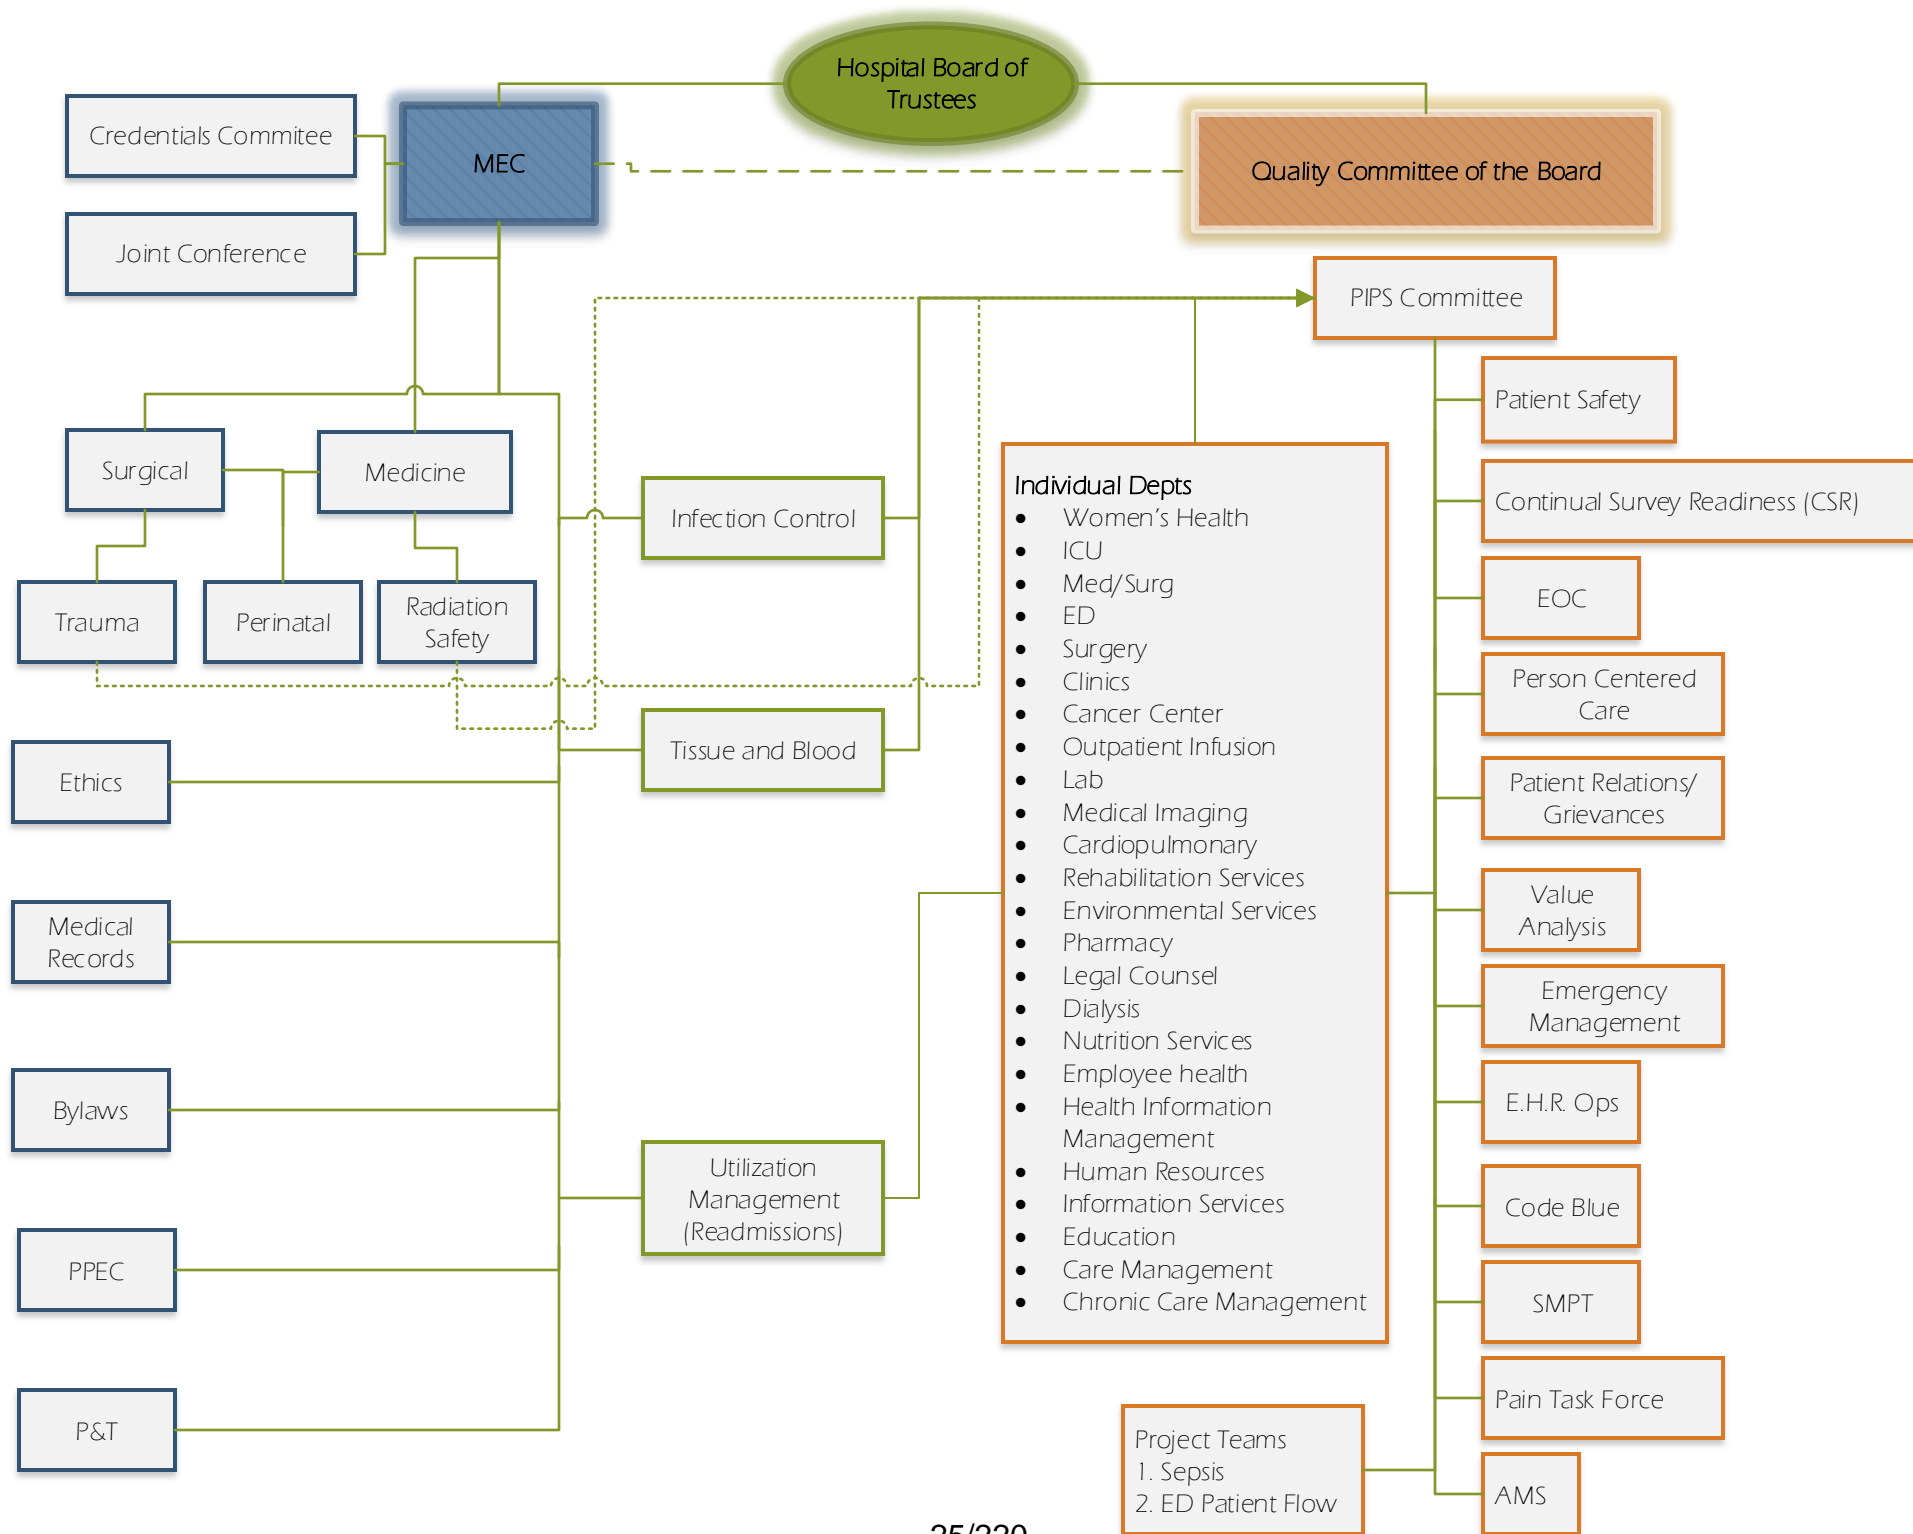 Hospital Board of
Trustees
Credentials Commitee
MEC
Quality Committee of the Board
Joint Conference
PIPS Committee
Patient Safety
Surgical
Medicine
Infection Control
Individual Depts
• Women's Health
• ICU
• Med/Surg
• ED
• Surgery
• Clinics
• Cancer Center
• Outpatient Infusion
• Lab
• Medical Imaging
• Cardiopulmonary
• Rehabilitation Services
• Environmental Services
• Pharmacy
• Legal Counsel
• Dialysis
• Nutrition Services
• Employee health
• Health Information
Management
• Human Resources
• Information Services
• Education
• Care Management
• Chronic Care Management
Continual Survey Readiness (CSR)
EOC
Trauma
Perinatal
Radiation
Safety
Person Centered
Care
Tissue and Blood
Ethics
Patient Relations/
Grievances
Medical
Records
Value
Analysis
Emergency
Management
Bylaws
E.H.R. Ops
Utilization
Management
(Readmissions)
Code Blue
PPEC
SMPT
P&T
Pain Task Force
Project Teams
1. Sepsis
2. ED Patient Flow
AMS
25/220